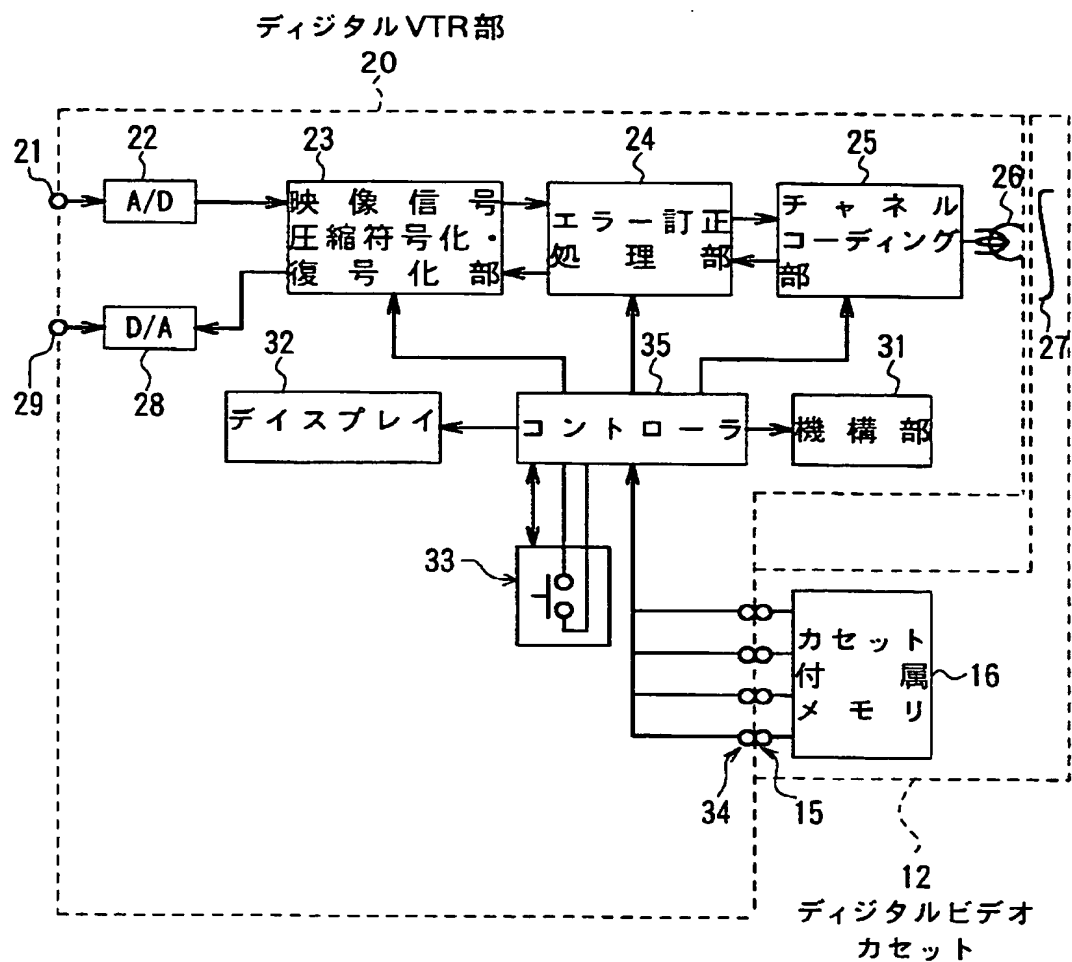 ディジタルVTR部
20
21
22
23
24
25
26
A/D
映像信号
圧縮符号化・
復号化部
エラー訂正
処理部
チャネル
コーディング
部
27
D/A
29
28
32
35
31
デイスプレイ
コントローラ
機構部
33
カセット
付属
メモリ
16
34
15
12
ディジタルビデオ
カセット